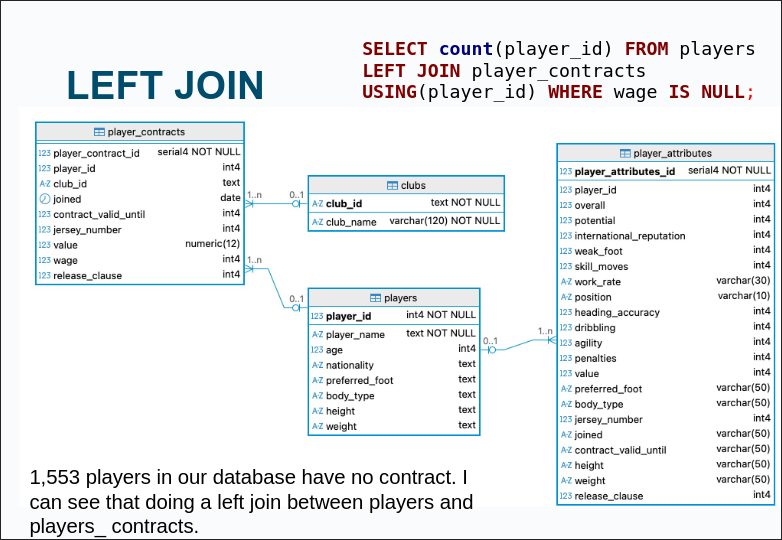 LEFT JOIN
SELECT count(player_id) FROM players
LEFT JOIN player_contracts
USING(player_id) WHERE wage IS NULL;
player_contracts
123 player_contract_id serial4 NOT NULL
123 player_id int4
A-Z club_id text
joined date
123 contract_valid_until int4
123 jersey_number int4
123 value numeric(12)
123 wage int4
123 release_clause int4
1..n
0..1
clubs
A-Z club_id text NOT NULL
A-Z club_name varchar(120) NOT NULL
1..n
0..1
players
123 player_id int4 NOT NULL
A-Z player_name text NOT NULL
123 age int4
A-Z nationality text
A-Z preferred_foot text
A-Z body_type text
A-Z height text
A-Z weight text
0..1
1..n
player_attributes
123 player_attributes_id serial4 NOT NULL
123 player_id int4
123 overall int4
123 potential int4
123 international_reputation int4
123 weak_foot int4
123 skill_moves int4
A-Z work_rate varchar(30)
A-Z position varchar(10)
123 heading_accuracy int4
123 dribbling int4
123 agility int4
123 penalties int4
123 value int4
A-Z preferred_foot varchar(50)
A-Z body_type varchar(50)
123 jersey_number int4
A-Z joined varchar(50)
A-Z contract_valid_until varchar(50)
A-Z height varchar(50)
A-Z weight varchar(50)
123 release_clause int4
1,553 players in our database have no contract. I
can see that doing a left join between players and
players_ contracts.